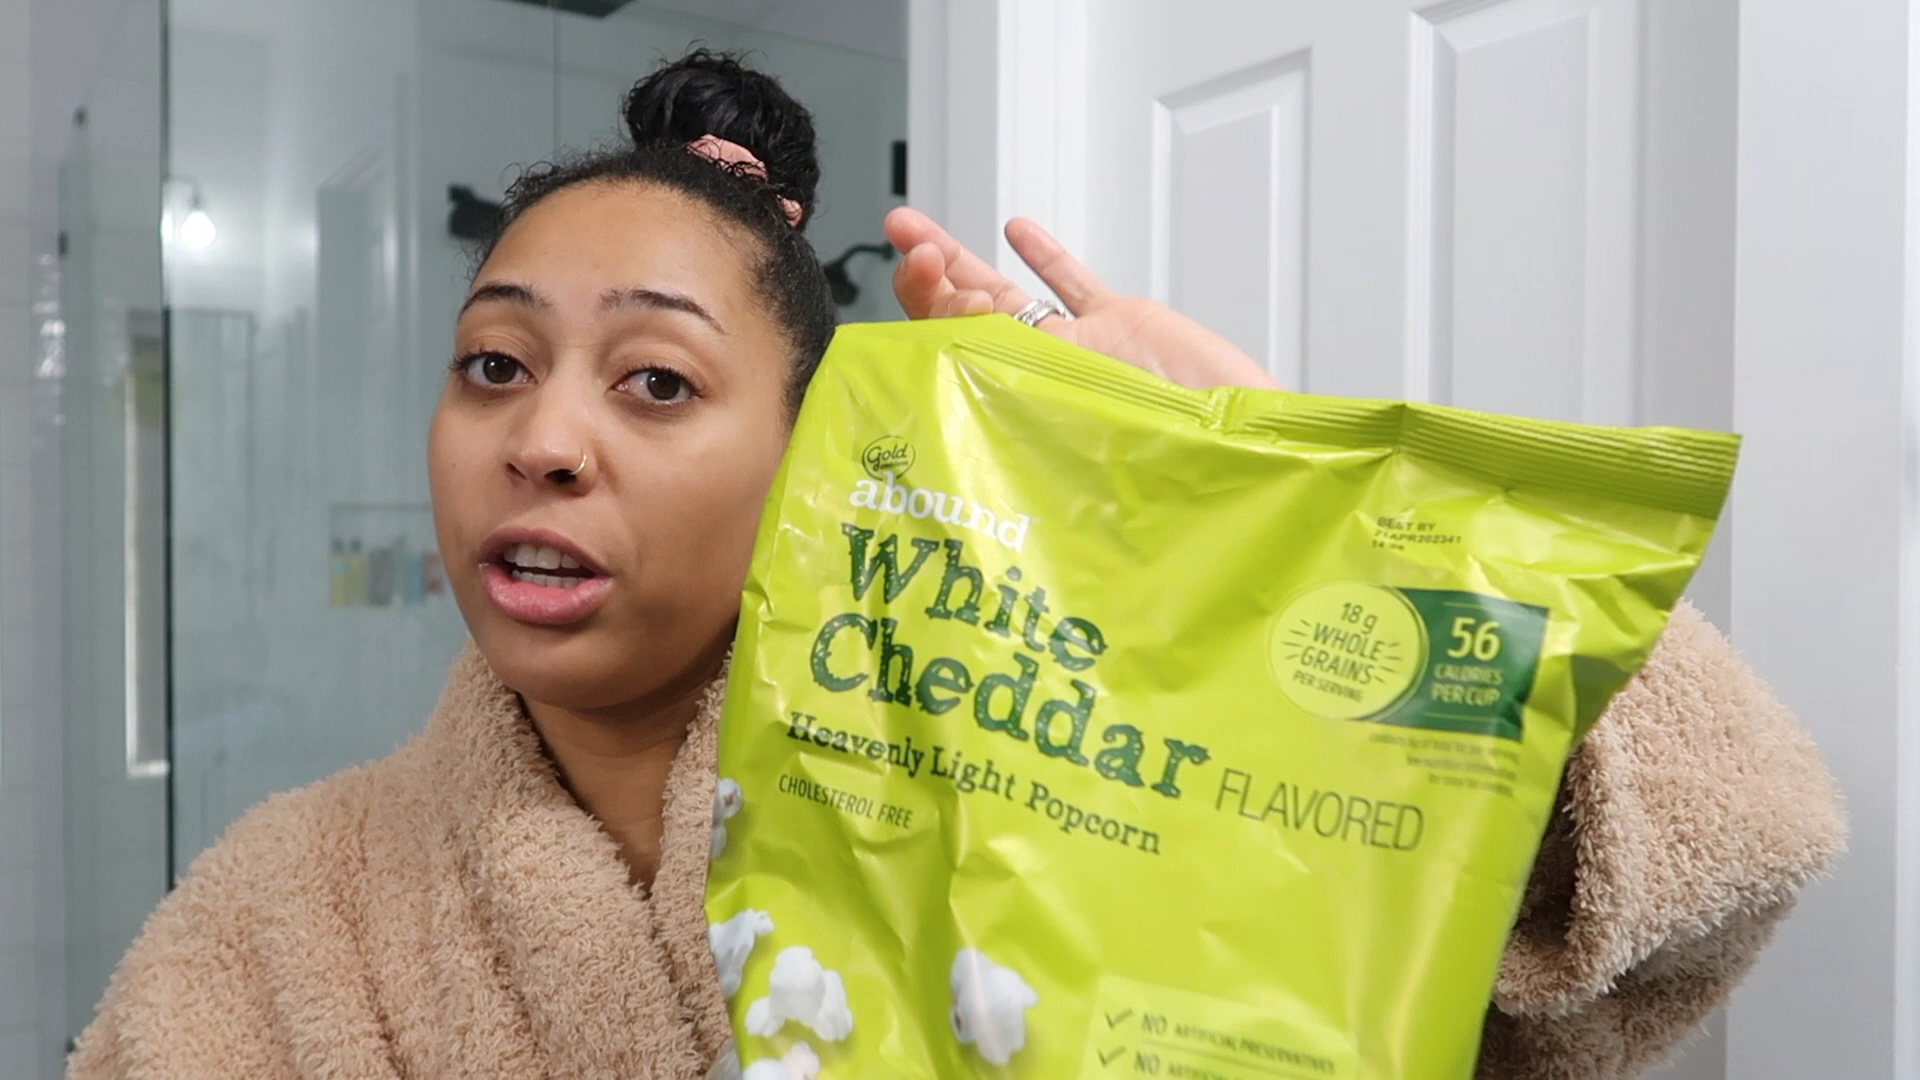 Gold
abound
White
Cheddar
FLAVORED
Heavenly Light Popcorn
CHOLESTEROL FREE
BEST BY
18 g
WHOLE
GRAINS
PER SERVING
56
CALORIES
PER CUP
✓ NO ARTIFICIAL PRESERVATIVES
✓ NO ARTIFICIAL